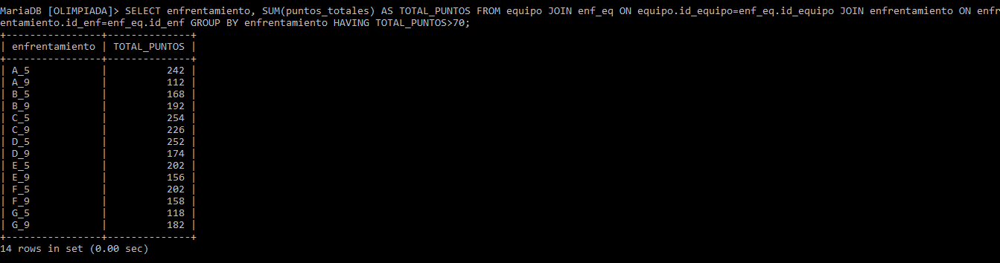 MariaDB [OLIMPIADA]> SELECT enfrentamiento, SUM(puntos_totales) AS TOTAL_PUNTOS FROM equipo JOIN enf_eq ON equipo.id_equipo=enf_eq.id_equipo JOIN enfrentamiento ON enfr
entamiento.id_enf=enf_eq.id_enf GROUP BY enfrentamiento HAVING TOTAL_PUNTOS>70;
+----------------+--------------+
| enfrentamiento | TOTAL_PUNTOS |
+----------------+--------------+
| A_5            |          242 |
| A_9            |          112 |
| B_5            |          168 |
| B_9            |          192 |
| C_5            |          254 |
| C_9            |          226 |
| D_5            |          252 |
| D_9            |          174 |
| E_5            |          202 |
| E_9            |          156 |
| F_5            |          202 |
| F_9            |          158 |
| G_5            |          118 |
| G_9            |          182 |
+----------------+--------------+
14 rows in set (0.00 sec)